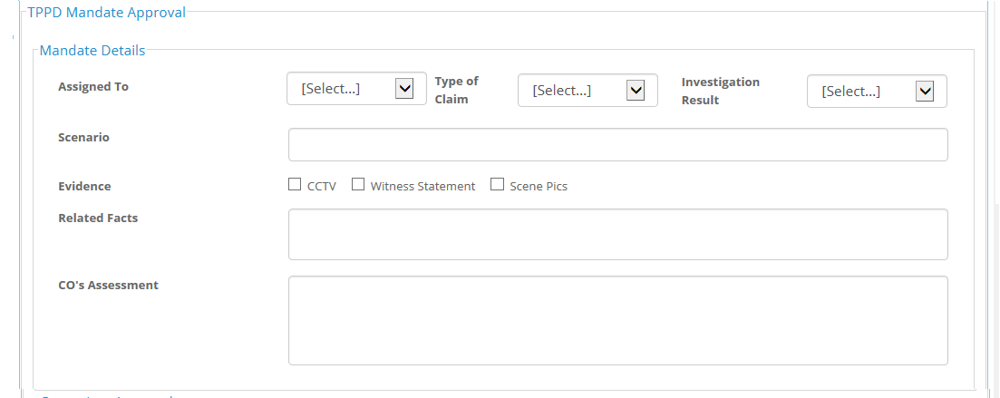 TPPD Mandate Approval
Mandate Details
Assigned To
[Select...]
Type of
Claim
[Select...]
Investigation
Result
[Select...]
Scenario
Evidence
CCTV
Witness Statement
Scene Pics
Related Facts
CO's Assessment